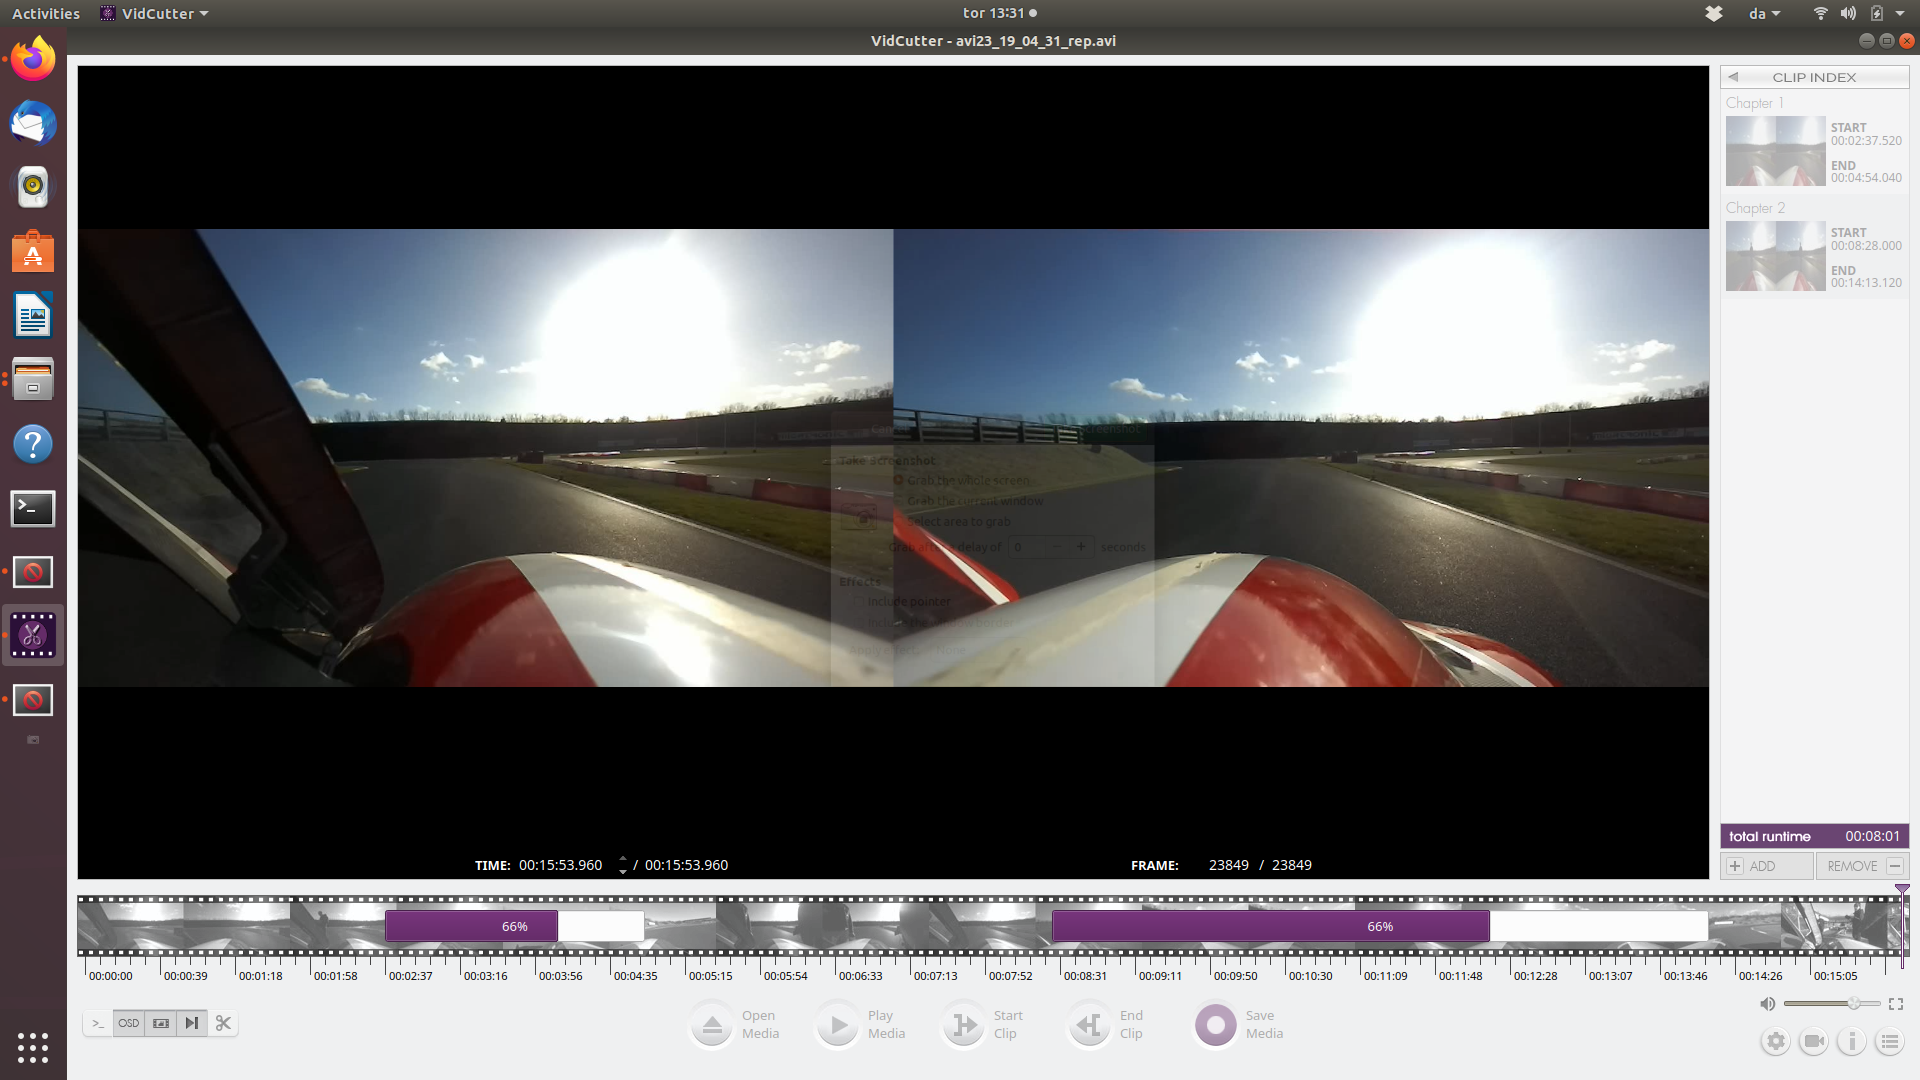 Activities VidCutter tor 13:31 da
VidCutter - avi23_19_04_31_rep.avi
CLIP INDEX
Chapter 1
START
00:02:37.520
END
00:04:54.040
Chapter 2
START
00:08:28.000
END
00:14:13.120
Take Screenshot
Grab the whole screen
Grab the current window
Select area to grab
Grab after a delay of 0 - + seconds
Effects
Include pointer
None
total runtime 00:08:01
ADD REMOVE
TIME: 00:15:53.960 / 00:15:53.960 FRAME: 23849 / 23849
66% 66%
00:00:00 00:00:39 00:01:18 00:01:58 00:02:37 00:03:16 00:03:56 00:04:35 00:05:15 00:05:54 00:06:33 00:07:13 00:07:52 00:08:31 00:09:11 00:09:50 00:10:30 00:11:09 00:11:48 00:12:28 00:13:07 00:13:46 00:14:26 00:15:05
>_ OSD
Open Media
Play Media
Start Clip
End Clip
Save Media